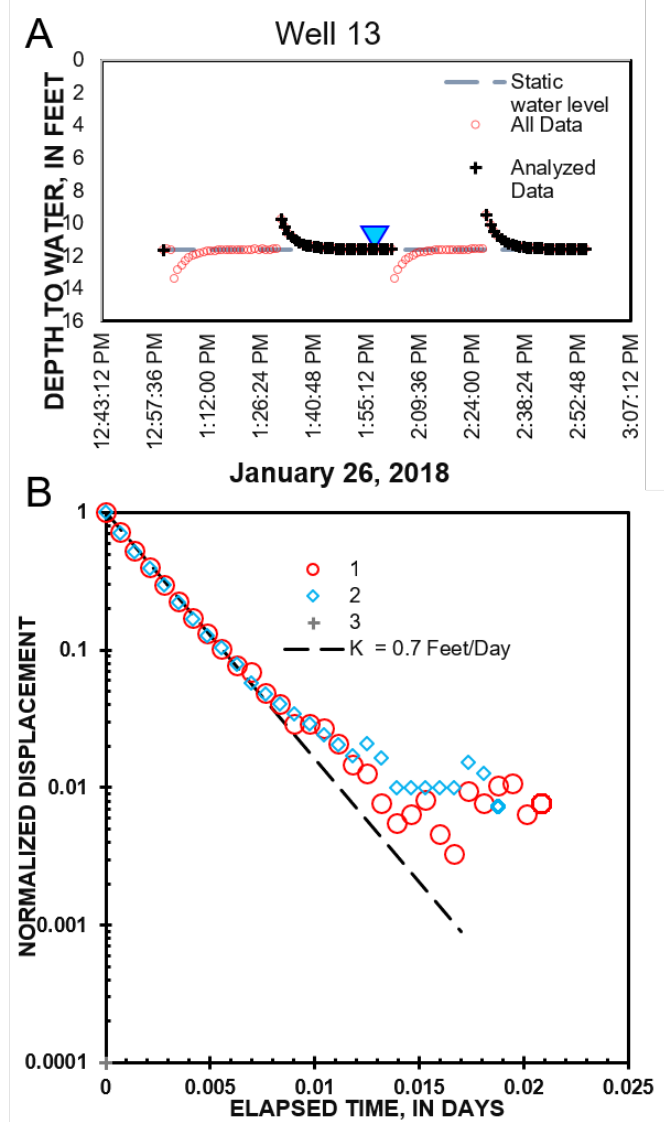 A
Well 13
DEPTH TO WATER, IN FEET
0
2
4
6
8
10
12
14
16
Static
water level
All Data
Analyzed
Data
12:43:12 PM
12:57:36 PM
1:12:00 PM
1:26:24 PM
1:40:48 PM
1:55:12 PM
2:09:36 PM
2:24:00 PM
2:38:24 PM
2:52:48 PM
3:07:12 PM
January 26, 2018
B
NORMALIZED DISPLACEMENT
1
0.1
0.01
0.001
0.0001
1
2
3
K = 0.7 Feet/Day
0
0.005
0.01
0.015
0.02
0.025
ELAPSED TIME, IN DAYS